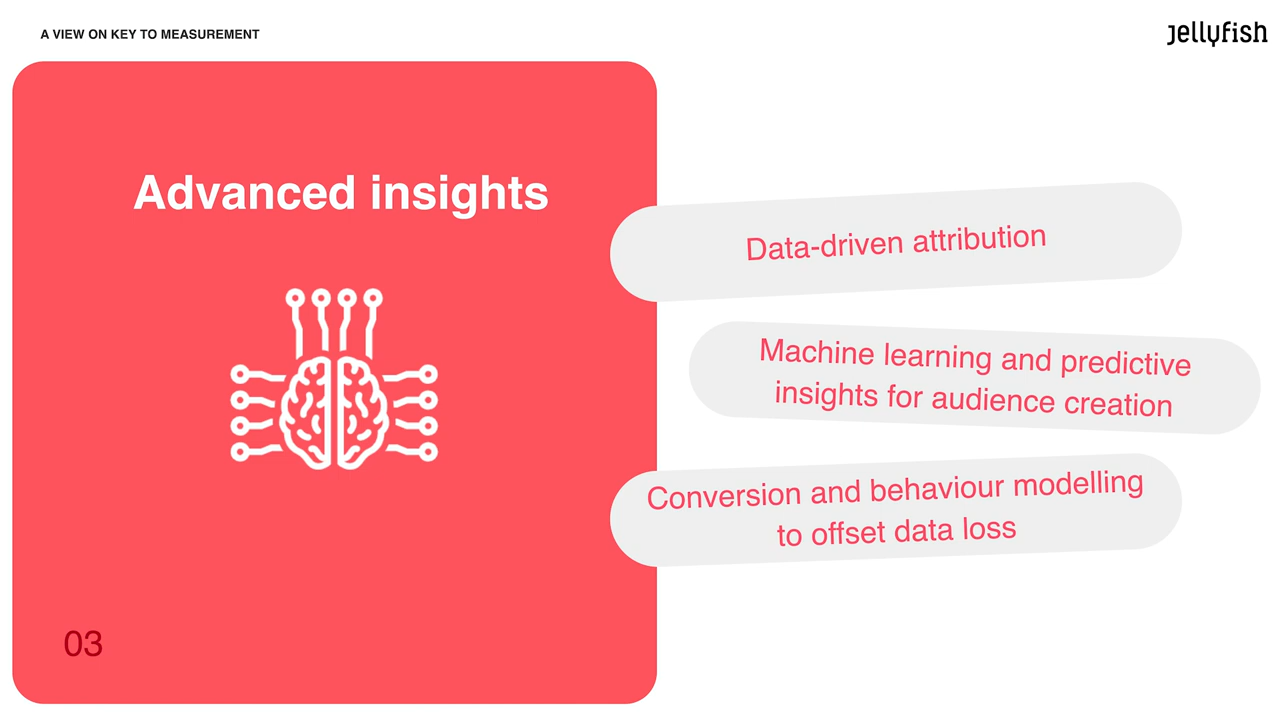 A VIEW ON KEY TO MEASUREMENT
jellyfish
Advanced insights
Data-driven attribution
Machine learning and predictive
insights for audience creation
Conversion and behaviour modelling
to offset data loss
03